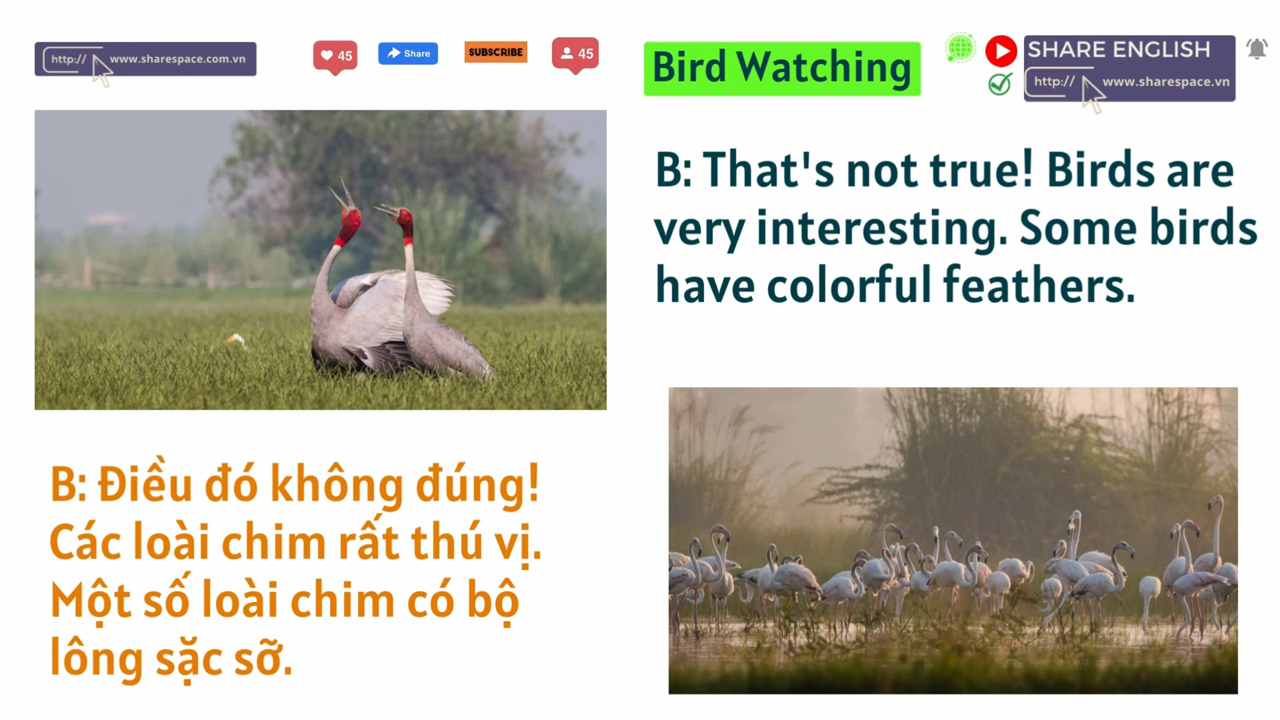 http:// www.sharespace.com.vn
45
Share
SUBSCRIBE
45
Bird Watching
SHARE ENGLISH
http:// www.sharespace.vn
B: That's not true! Birds are
very interesting. Some birds
have colorful feathers.
B: Điều đó không đúng!
Các loài chim rất thú vị.
Một số loài chim có bộ
lông sặc sỡ.